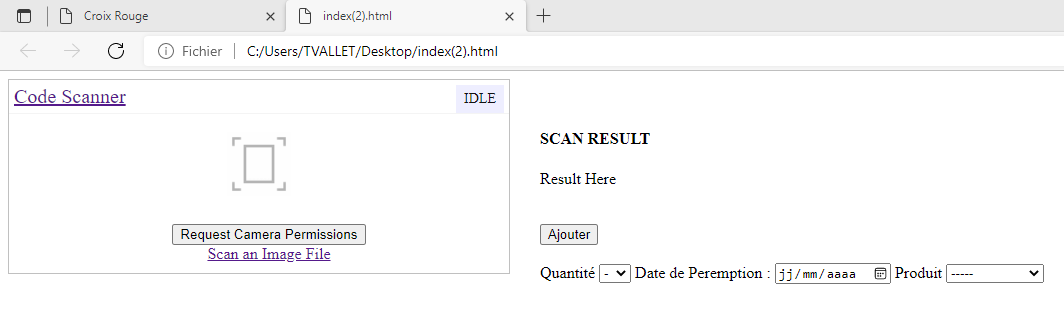 Croix Rouge
index(2).html
Fichier
C:/Users/TVALLET/Desktop/index(2).html
Code Scanner
IDLE
Request Camera Permissions
Scan an Image File
SCAN RESULT
Result Here
Ajouter
Quantité - Date de Peremption : jj/mm/aaaa Produit -----